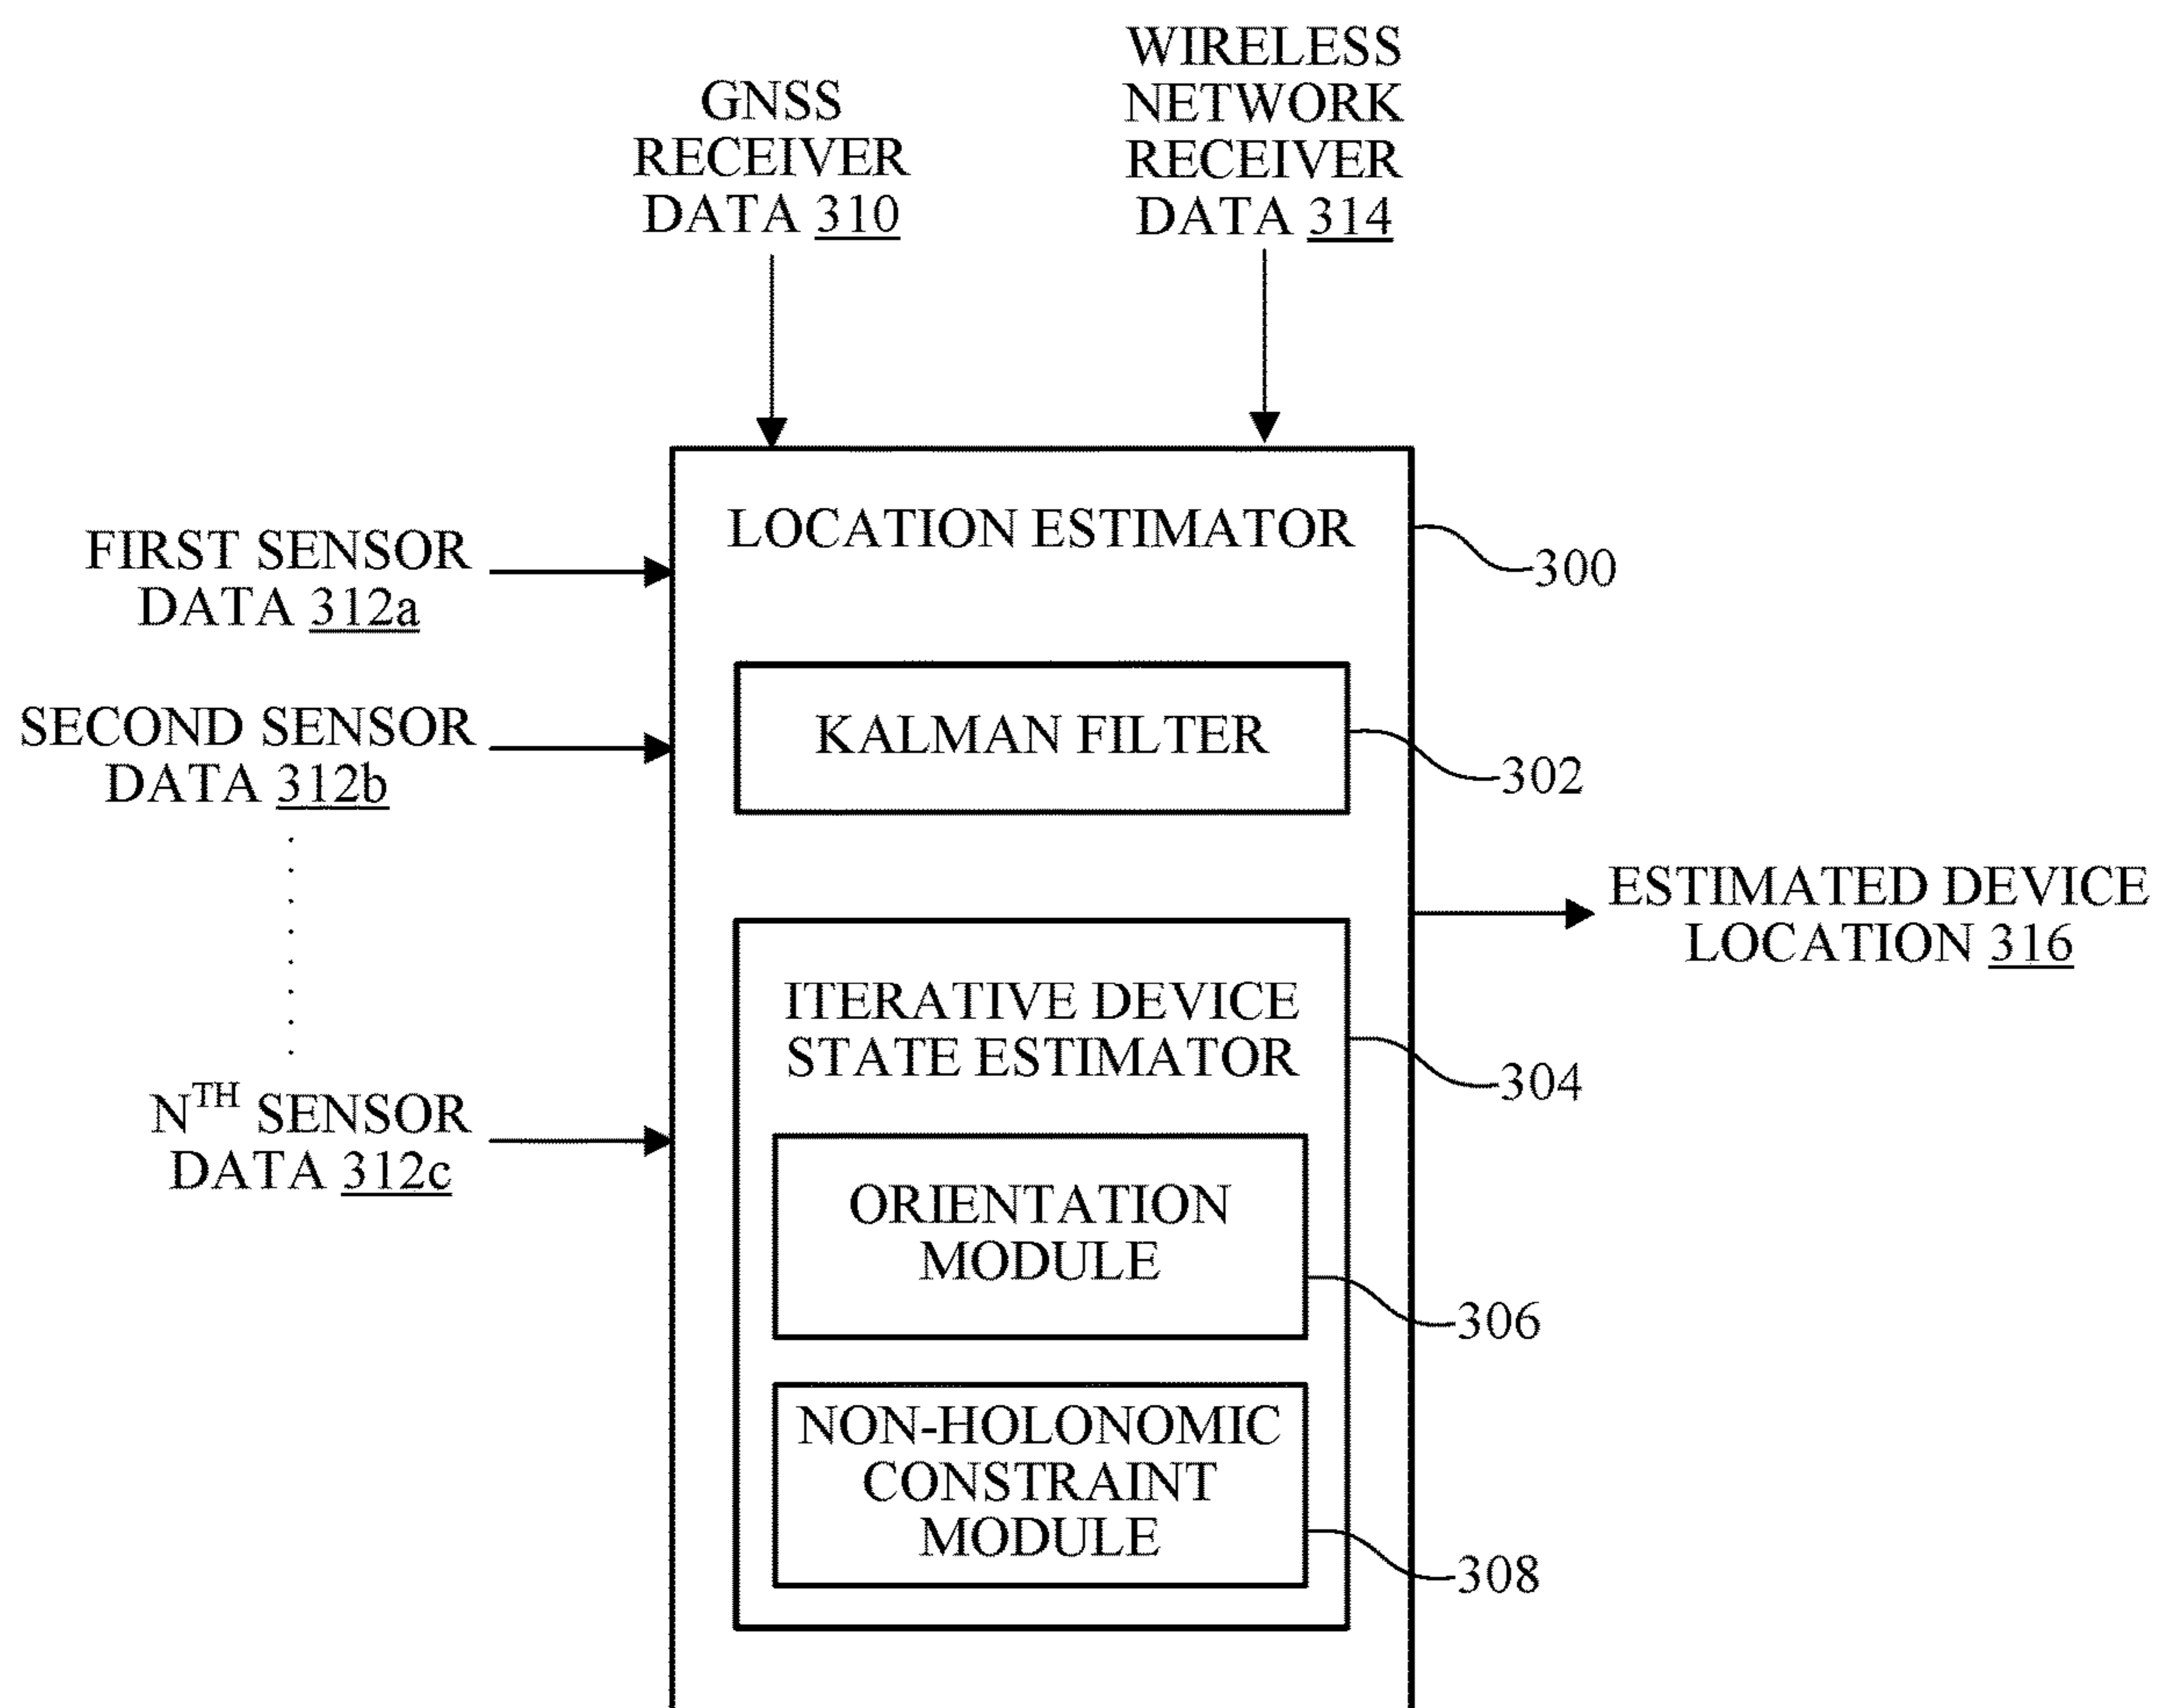 GNSS
RECEIVER
DATA 310
WIRELESS
NETWORK
RECEIVER
DATA 314
FIRST SENSOR
DATA 312a
SECOND SENSOR
DATA 312b
NTH SENSOR
DATA 312c
LOCATION ESTIMATOR
300
KALMAN FILTER
302
ITERATIVE DEVICE
STATE ESTIMATOR
304
ORIENTATION
MODULE
306
NON-HOLONOMIC
CONSTRAINT
MODULE
308
ESTIMATED DEVICE
LOCATION 316